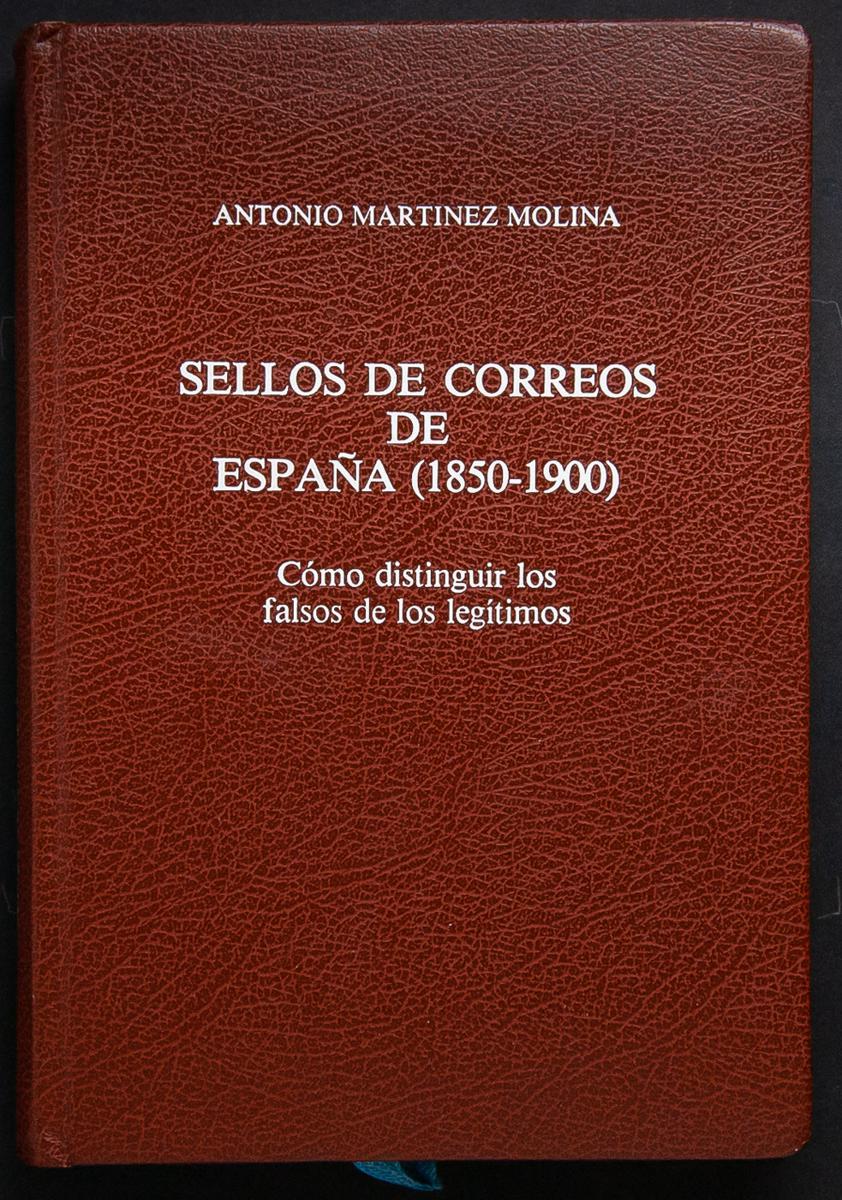 ANTONIO MARTINEZ MOLINA
SELLOS DE CORREOS
DE
ESPAÑA (1850-1900)
Cómo distinguir los
falsos de los legítimos